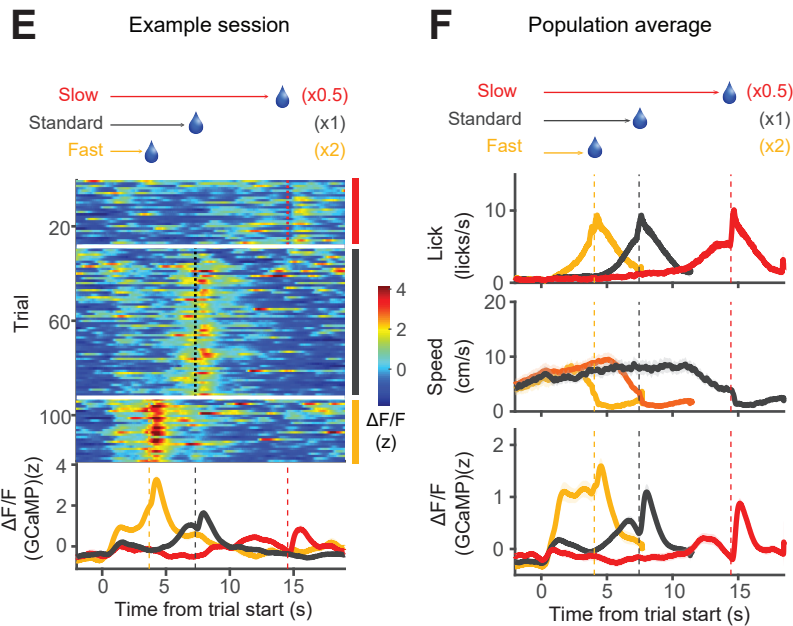 E
Example session
Slow
(x0.5)
Standard
(x1)
Fast
(x2)
20
Trial
60
100
4
2
0
ΔF/F
(z)
ΔF/F
(GCaMP)(z)
4
2
0
0
5
10
15
Time from trial start (s)
F
Population average
Slow
(x0.5)
Standard
(x1)
Fast
(x2)
Lick
(licks/s)
10
0
Speed
(cm/s)
20
10
0
ΔF/F
(GCaMP)(z)
2
1
0
0
5
10
15
Time from trial start (s)